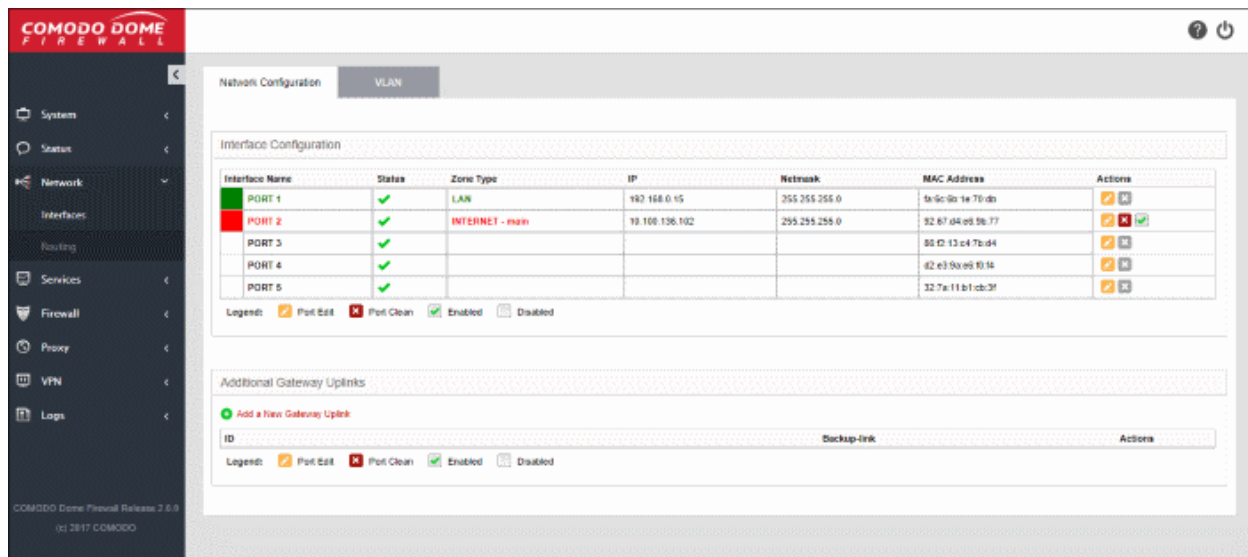 COMODO DOME
FIREWALL
Network Configuration
VLAN
System
Status
Network
Interfaces
Routing
Services
Firewall
Proxy
VPN
Logs
COMODO Dome Firewall Release 2.0.0
(c) 2017 COMODO
Interface Configuration
Interface Name Status Zone Type IP Netmask MAC Address Actions
PORT 1 LAN 192.168.0.15 255.255.255.0
PORT 2 INTERNET - main 10.100.136.102 255.255.255.0
PORT 3
PORT 4
PORT 5
Legend: Port Edit Port Clean Enabled Disabled
Additional Gateway Uplinks
Add a New Gateway Uplink
ID Backup-link Actions
Legend: Port Edit Port Clean Enabled Disabled